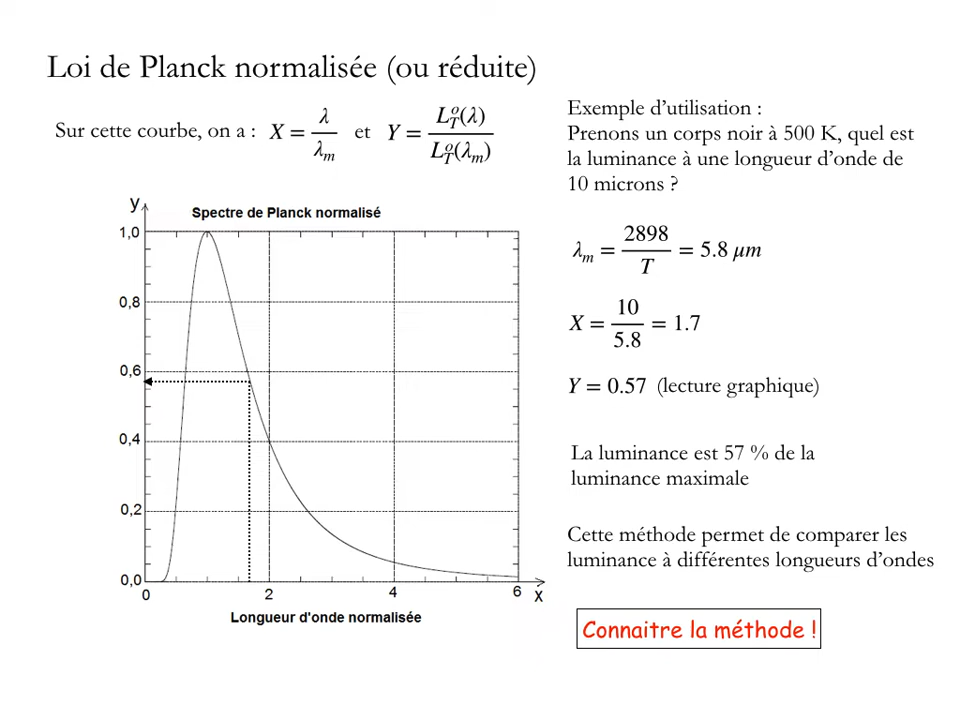 Loi de Planck normalisée (ou réduite)
Sur cette courbe, on a : X = λ/λₘ et Y = L_T^o(λ)/L_T^o(λₘ)
y
Spectre de Planck normalisé
1,0
0,8
0,6
0,4
0,2
0,0
0 2 4 6 x
Longueur d'onde normalisée
Exemple d’utilisation :
Prenons un corps noir à 500 K, quel est
la luminance à une longueur d’onde de
10 microns ?
λₘ = 2898/T = 5.8 µm
X = 10/5.8 = 1.7
Y = 0.57 (lecture graphique)
La luminance est 57 % de la
luminance maximale
Cette méthode permet de comparer les
luminance à différentes longueurs d’ondes
Connaitre la méthode !